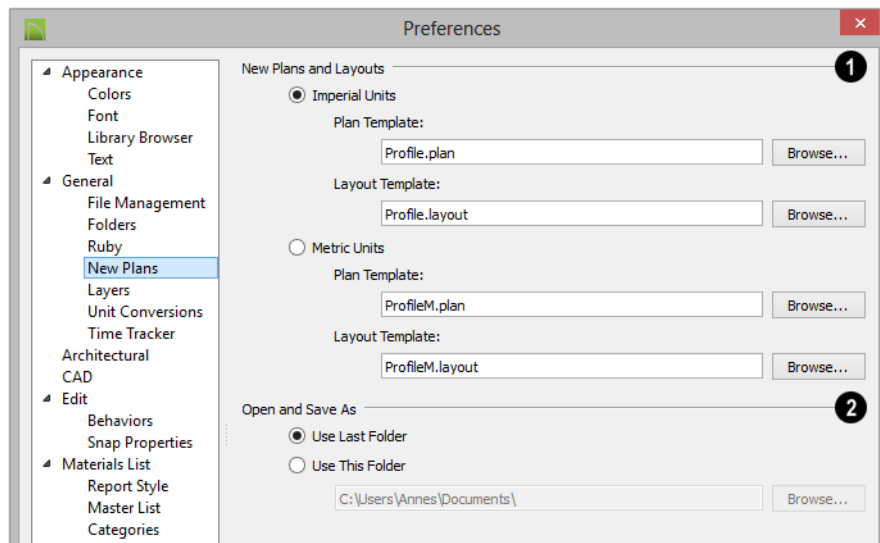 Preferences
Appearance
Colors
Font
Library Browser
Text
General
File Management
Folders
Ruby
New Plans
Layers
Unit Conversions
Time Tracker
Architectural
CAD
Edit
Behaviors
Snap Properties
Materials List
Report Style
Master List
Categories
New Plans and Layouts 1
Imperial Units
Plan Template:
Profile.plan Browse...
Layout Template:
Profile.layout Browse...
Metric Units
Plan Template:
ProfileM.plan Browse...
Layout Template:
ProfileM.layout Browse...
Open and Save As 2
Use Last Folder
Use This Folder
C:\Users\Annes\Documents\ Browse...